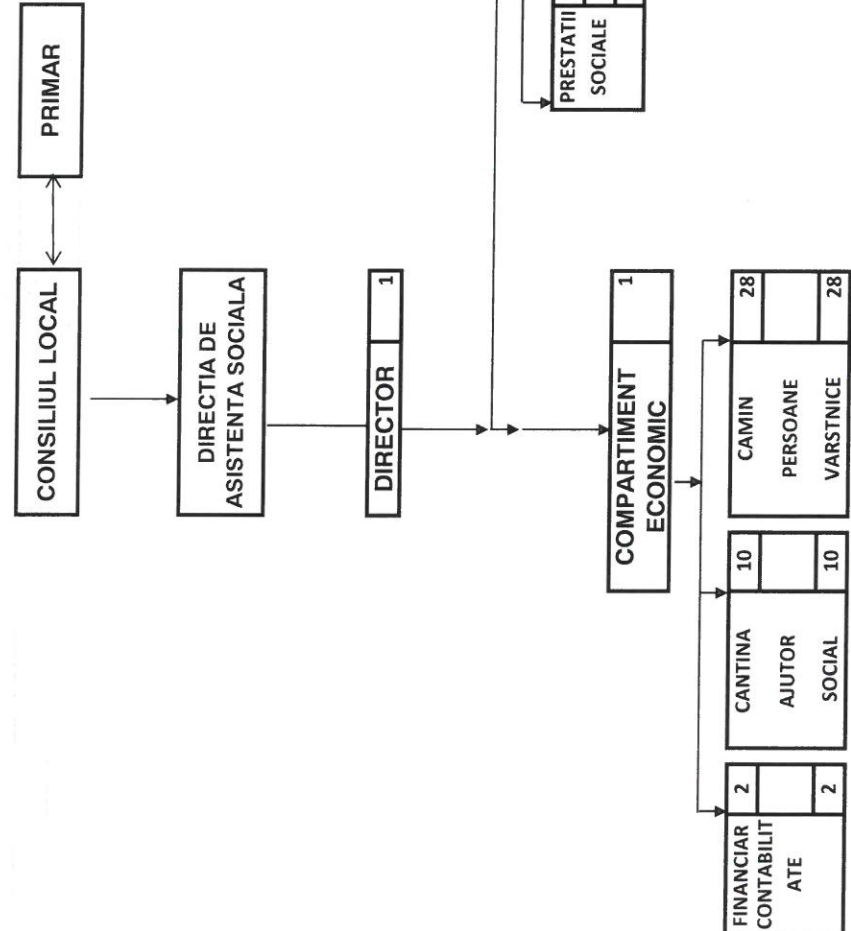 CONSILIUL LOCAL
PRIMAR
DIRECTIA DE
ASISTENTA SOCIALA
DIRECTOR 1
PRESTATII
SOCIALE
COMPARTIMENT 1
ECONOMIC
FINANCIAR 2
CONTABILIT
ATE 2
CANTINA 10
AJUTOR
SOCIAL 10
CAMIN 28
PERSOANE
VARSTNICE 28